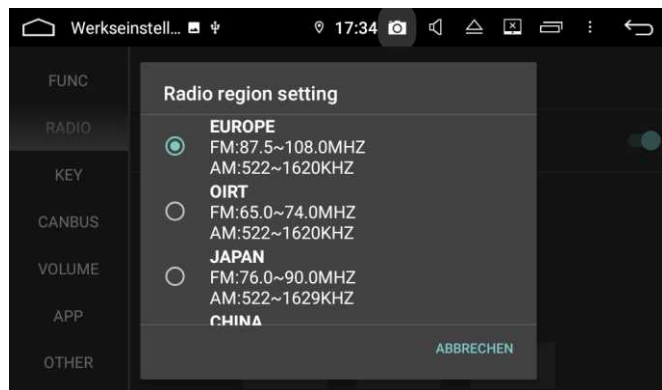 Werkseinstell...
17:34
FUNC
RADIO
KEY
CANBUS
VOLUME
APP
OTHER
Radio region setting
EUROPE
FM:87.5~108.0MHZ
AM:522~1620KHZ
OIRT
FM:65.0~74.0MHZ
AM:522~1620KHZ
JAPAN
FM:76.0~90.0MHZ
AM:522~1629KHZ
CHINA
ABBRECHEN